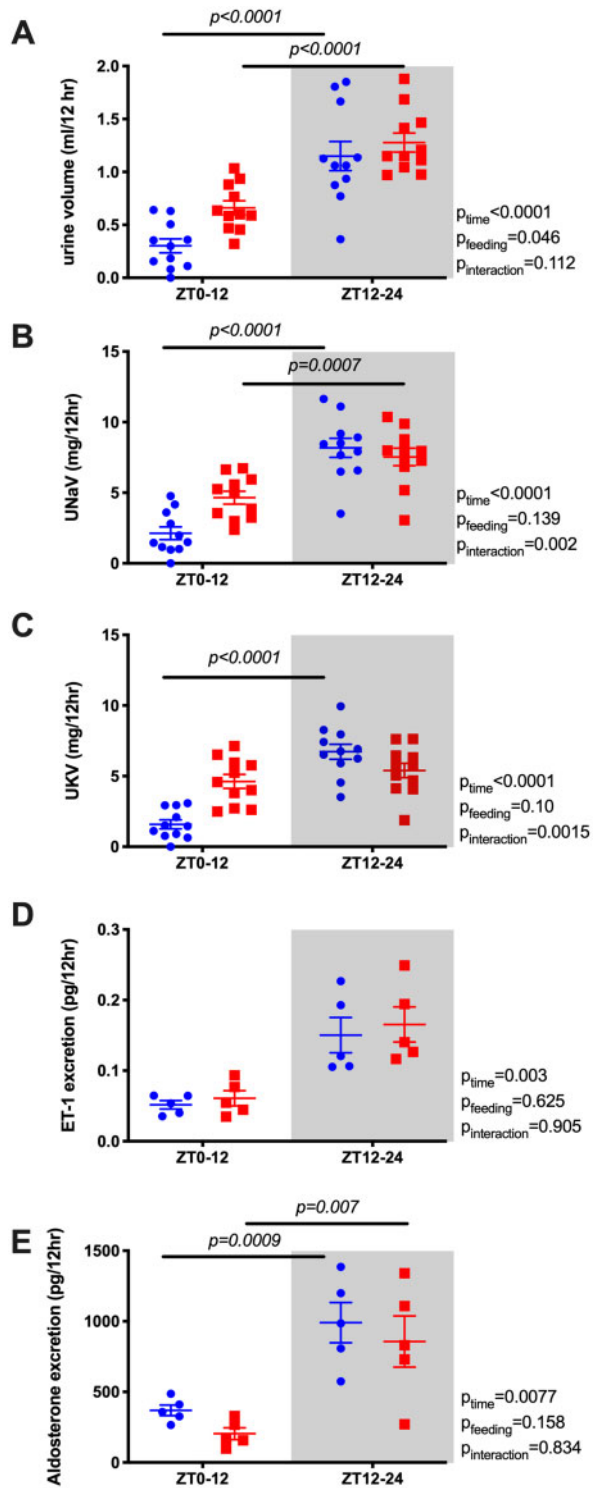 A
p<0.0001
p<0.0001
urine volume (ml/12 hr)
2.0
1.5
1.0
0.5
0.0
ZT0-12
ZT12-24
ptime<0.0001
pfeeding=0.046
pinteraction=0.112
B
p<0.0001
p=0.0007
UNaV (mg/12hr)
15
10
5
0
ZT0-12
ZT12-24
ptime<0.0001
pfeeding=0.139
pinteraction=0.002
C
p<0.0001
UKV (mg/12hr)
15
10
5
0
ZT0-12
ZT12-24
ptime<0.0001
pfeeding=0.10
pinteraction=0.0015
D
ET-1 excretion (pg/12hr)
0.3
0.2
0.1
0.0
ZT0-12
ZT12-24
ptime=0.003
pfeeding=0.625
pinteraction=0.905
E
p=0.007
p=0.0009
Aldosterone excretion (pg/12hr)
1500
1000
500
0
ZT0-12
ZT12-24
ptime=0.0077
pfeeding=0.158
pinteraction=0.834